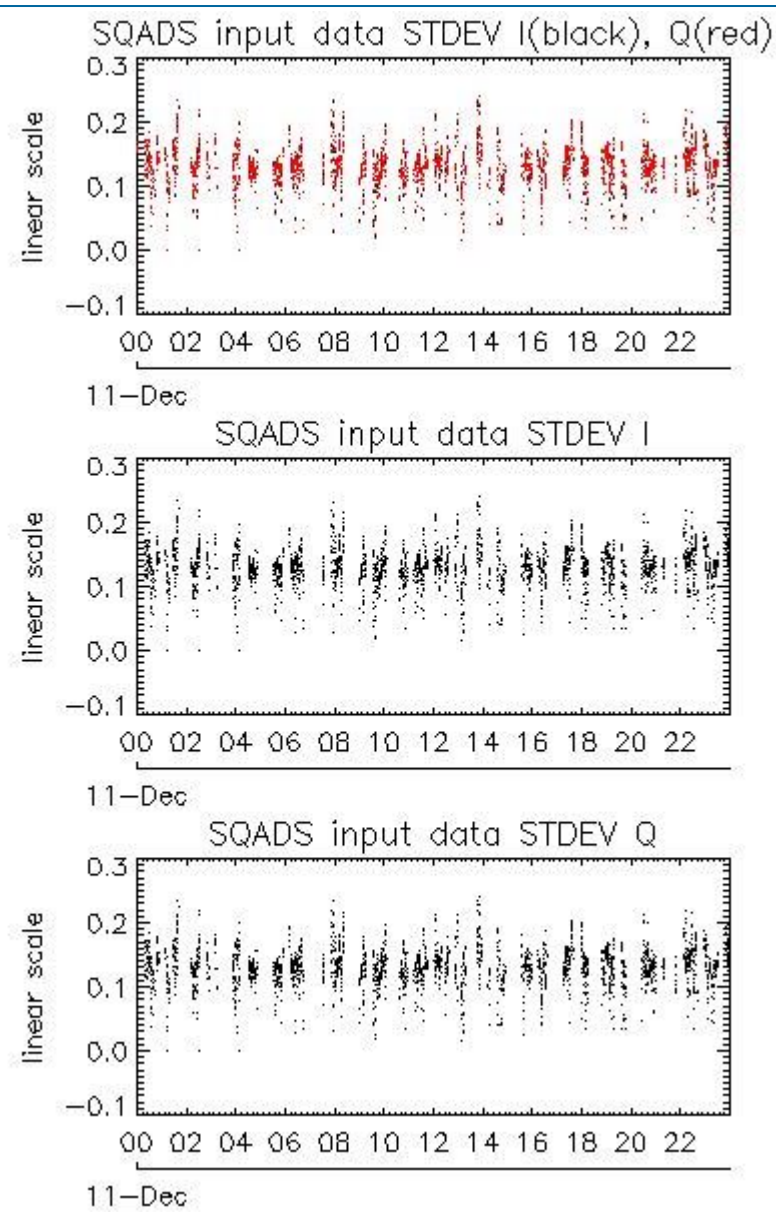 SQADS input data STDEV I(black), Q(red)
0.3
0.2
0.1
0.0
−0.1
linear scale
00 02 04 06 08 10 12 14 16 18 20 22
11−Dec
SQADS input data STDEV I
0.3
0.2
0.1
0.0
−0.1
linear scale
00 02 04 06 08 10 12 14 16 18 20 22
11−Dec
SQADS input data STDEV Q
0.3
0.2
0.1
0.0
−0.1
linear scale
00 02 04 06 08 10 12 14 16 18 20 22
11−Dec